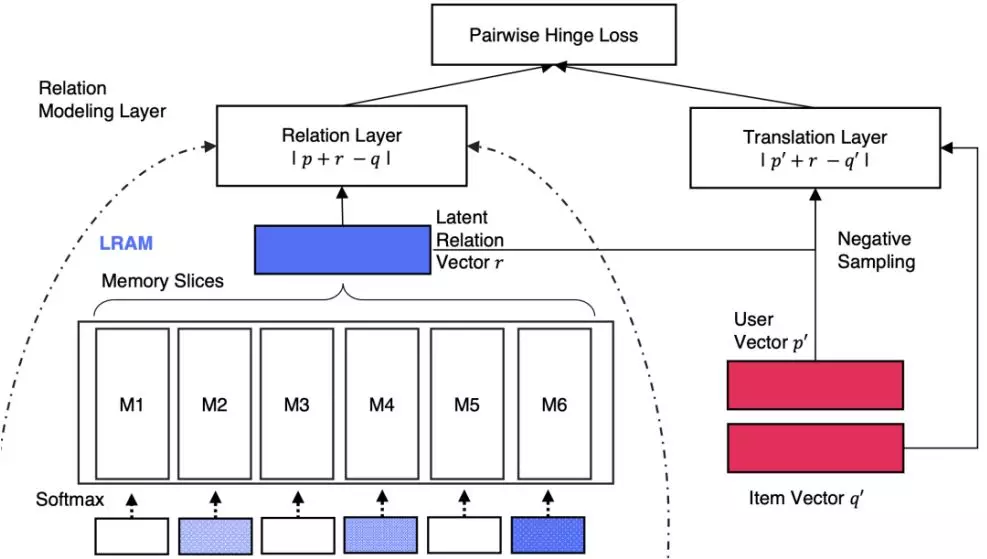 Pairwise Hinge Loss
Relation
Modeling Layer
Relation Layer
| p + r − q |
Translation Layer
| p′ + r − q′ |
LRAM
Latent
Relation
Vector r
Negative
Sampling
Memory Slices
User
Vector p′
M1 M2 M3 M4 M5 M6
Softmax
Item Vector q′